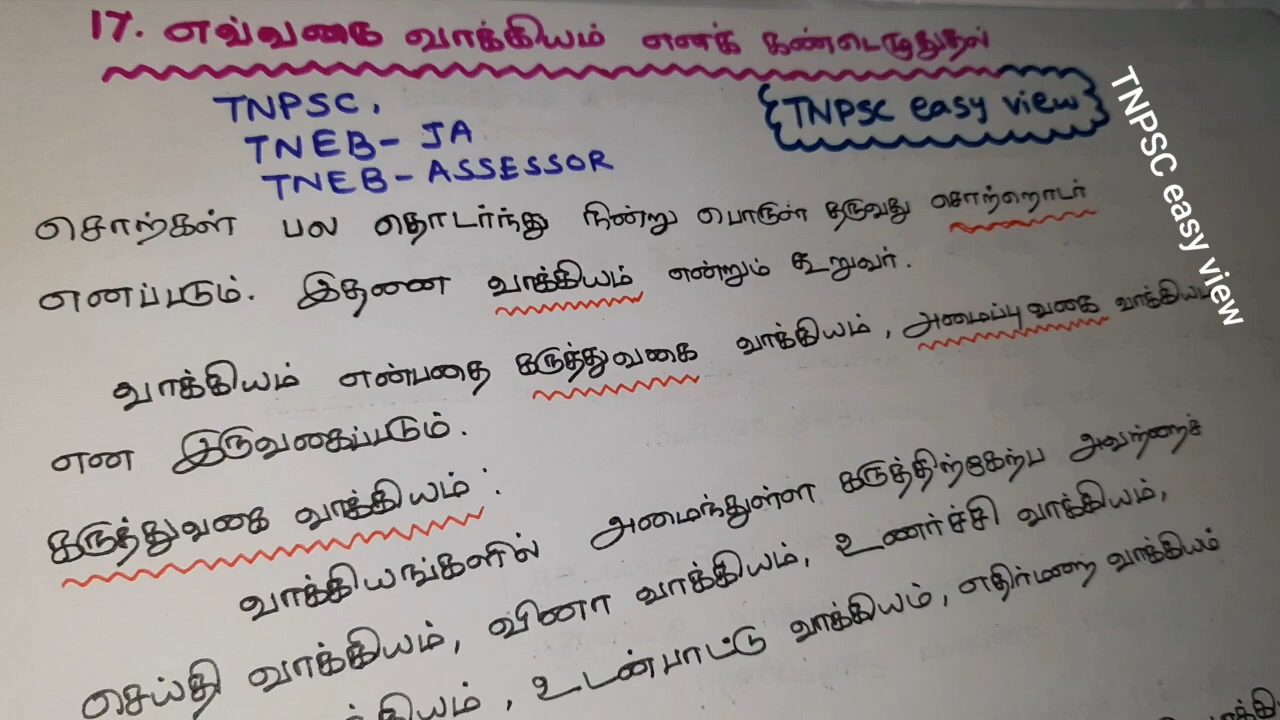 17. எவ்வகை வாக்கியம் எனக் கண்டெழுதுதல்
TNPSC,
TNEB - JA
TNEB - ASSESSOR
TNPSC easy view
TNPSC easy view
சொற்கள் பல தொடர்ந்து நின்று பொருள் தருவது சொற்றொடர்
எனப்படும். இதனை வாக்கியம் என்றும் கூறுவர்.
வாக்கியம் என்பதை கருத்துவகை வாக்கியம், அமைப்பு வகை வாக்கியம்
என இருவகைப்படும்.
கருத்துவகை வாக்கியம் :
வாக்கியங்களில் அமைந்துள்ள கருத்திற்கேற்ப அவற்றைச்
செய்தி வாக்கியம், வினா வாக்கியம், உணர்ச்சி வாக்கியம்,
உடன்பாட்டு வாக்கியம், எதிர்மறை வாக்கியம்